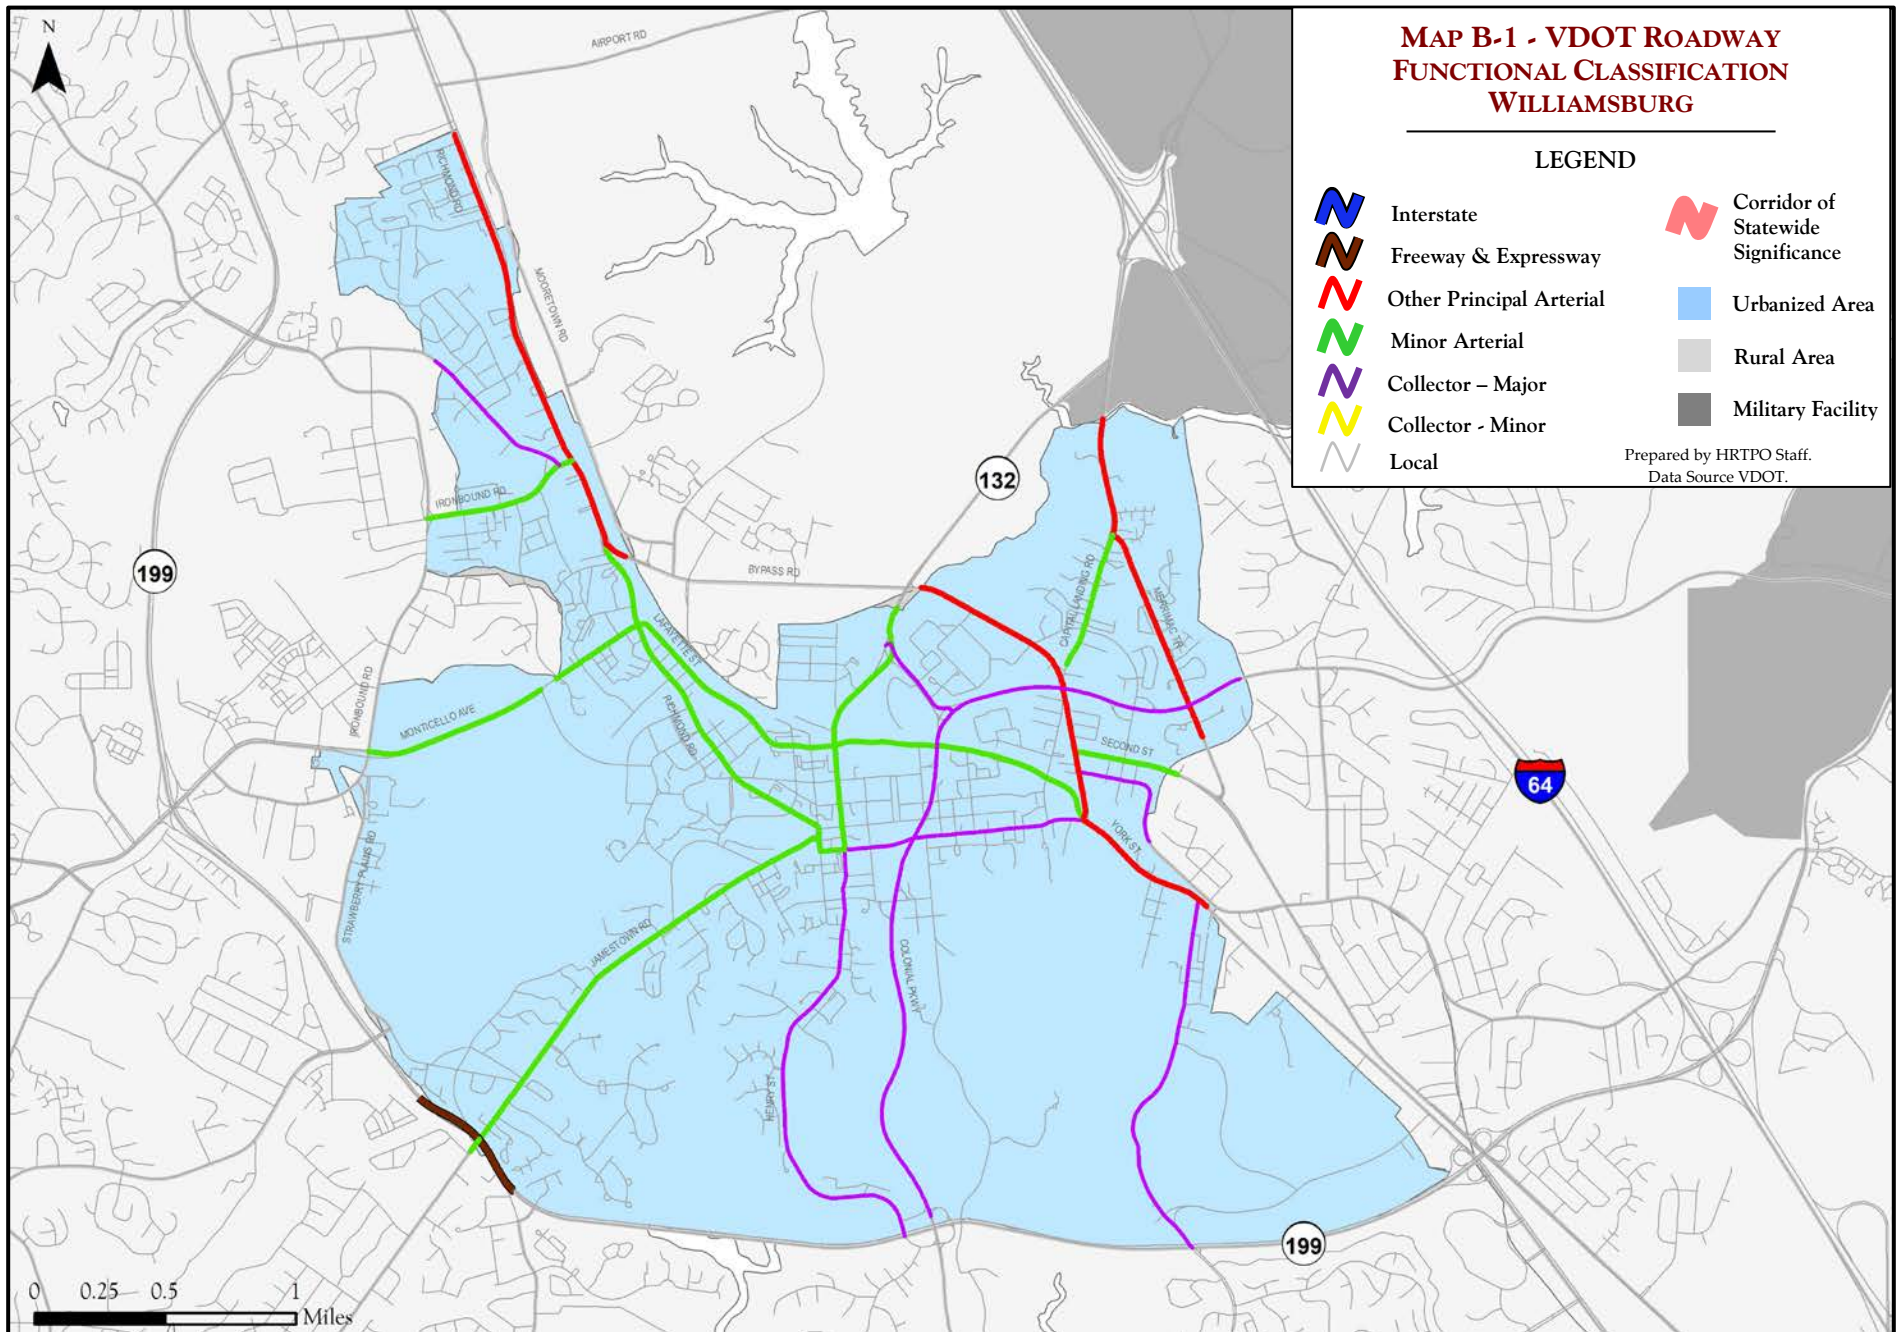 MAP B-1 - VDOT ROADWAY
FUNCTIONAL CLASSIFICATION
WILLIAMSBURG
LEGEND
Interstate
Freeway & Expressway
Other Principal Arterial
Minor Arterial
Collector – Major
Collector - Minor
Local
Corridor of
Statewide
Significance
Urbanized Area
Rural Area
Military Facility
Prepared by HRTPO Staff.
Data Source VDOT.
N
AIRPORT RD
RICHMOND RD
MOORETOWN RD
IRONBOUND RD
132
199
BYPASS RD
CAPITAL LANDING RD
MERRIMAC TRL
LAFAYETTE ST
IRONBOUND RD
MONTICELLO AVE
RICHMOND RD
SECOND ST
64
YORK ST
STRAWBERRY PLAINS RD
JAMESTOWN RD
COLONIAL PKWY
HENRY ST
199
0 0.25 0.5 1
Miles